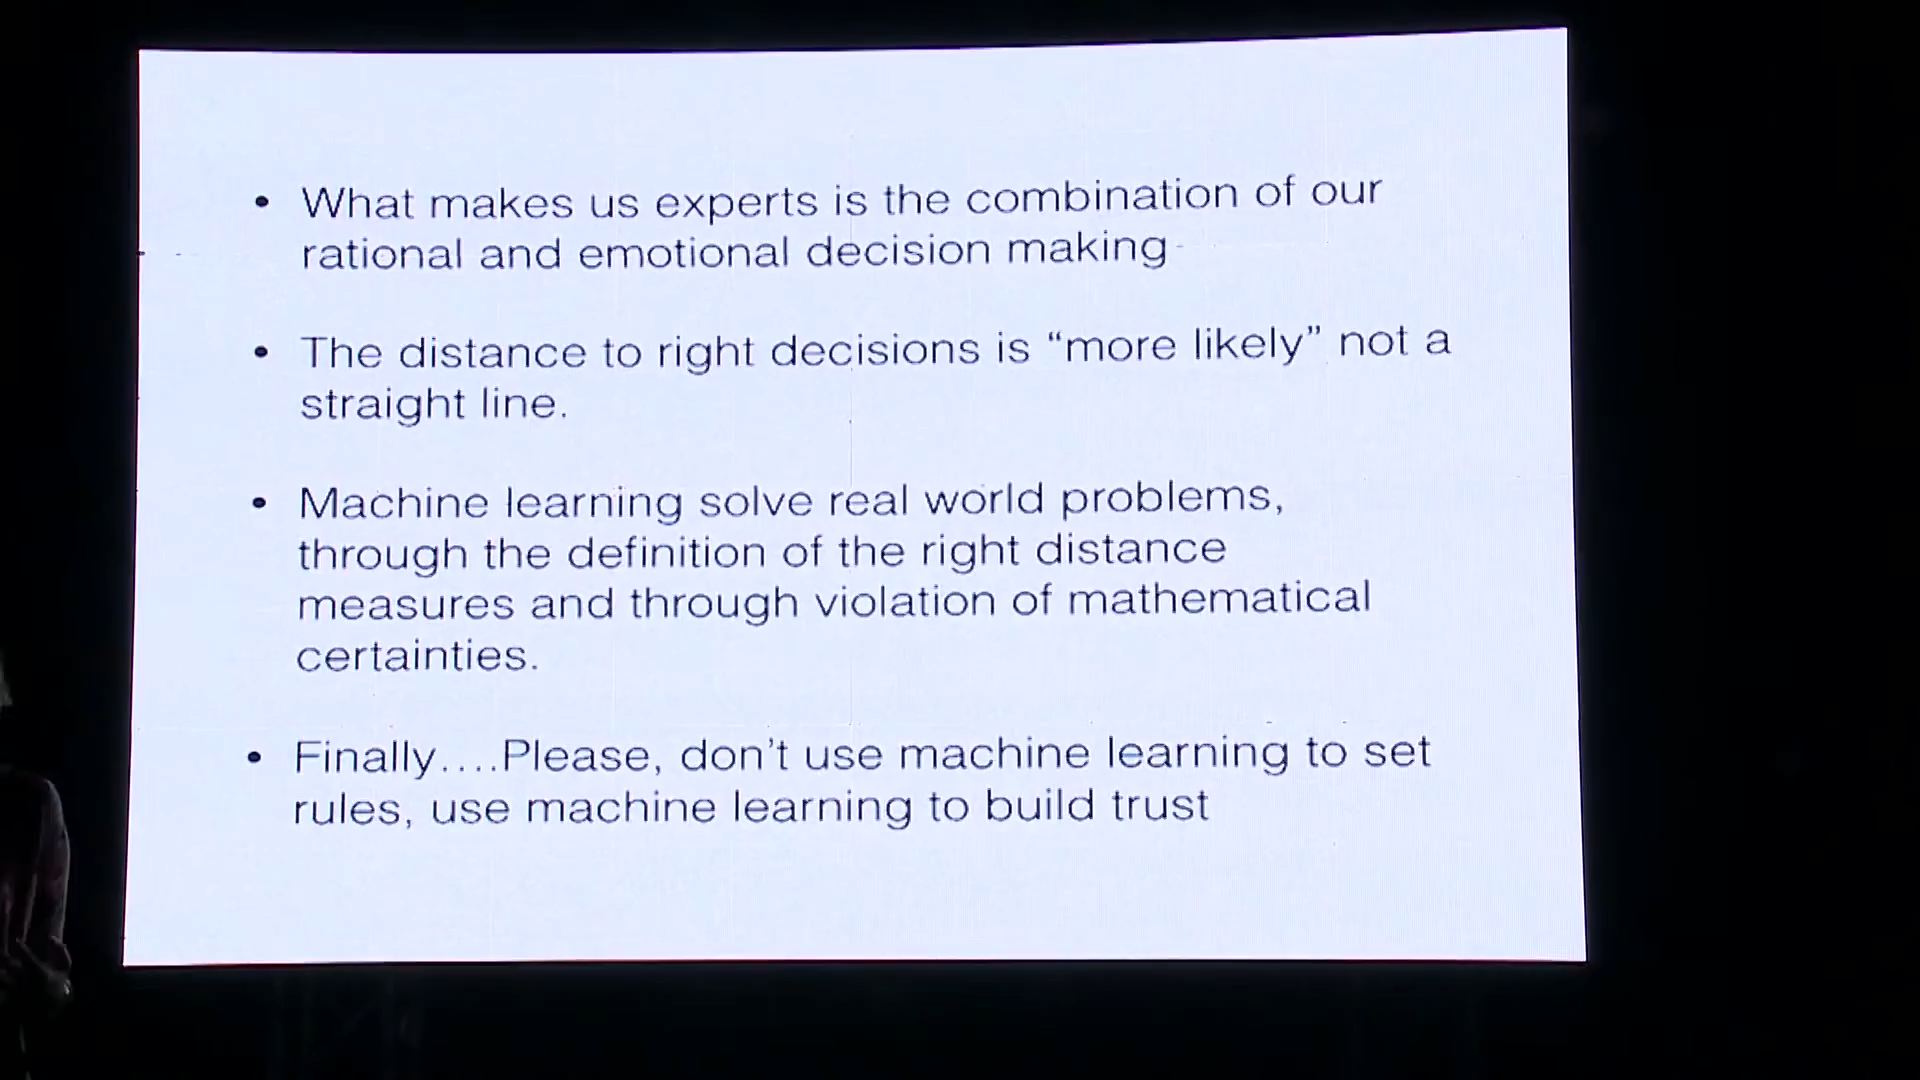 • What makes us experts is the combination of our
rational and emotional decision making
• The distance to right decisions is “more likely” not a
straight line.
• Machine learning solve real world problems,
through the definition of the right distance
measures and through violation of mathematical
certainties.
• Finally....Please, don’t use machine learning to set
rules, use machine learning to build trust